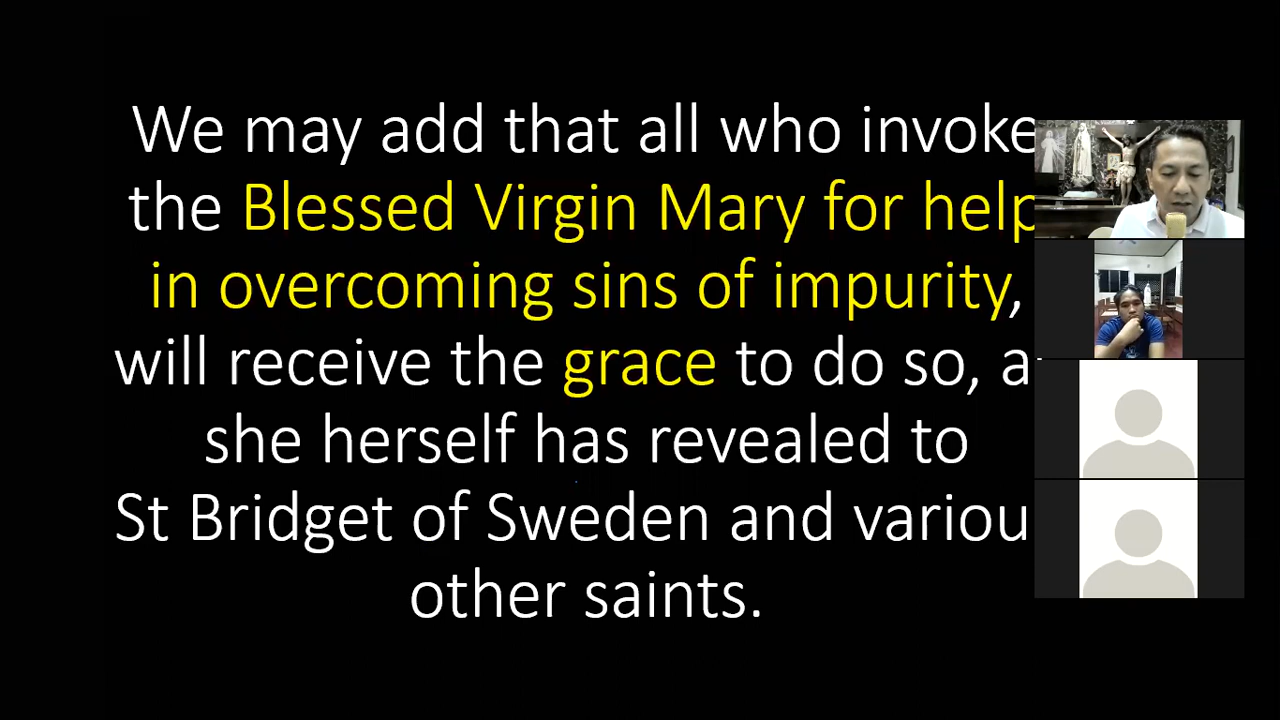 We may add that all who invoke
the Blessed Virgin Mary for help
in overcoming sins of impurity,
will receive the grace to do so, a
she herself has revealed to
St Bridget of Sweden and variou
other saints.